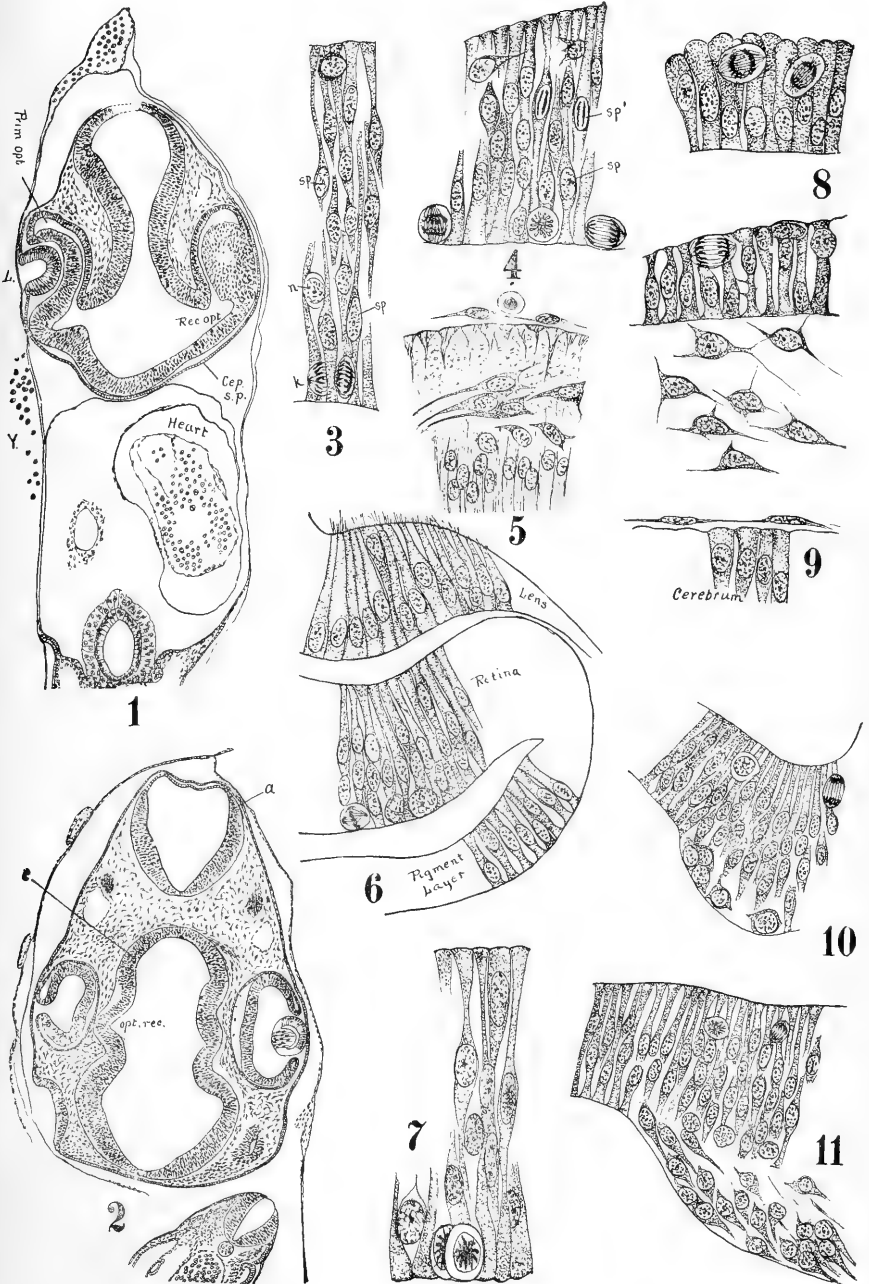 Prim opt
L.
Rec opt
Cep.
s.p.
Y.
Heart
1
sp.
n
sp
k
3
sp'
sp
4
5
8
9
Cerebrum
Lens
Retina
Pigment
Layer
6
a
e
opt. rec.
2
7
10
11